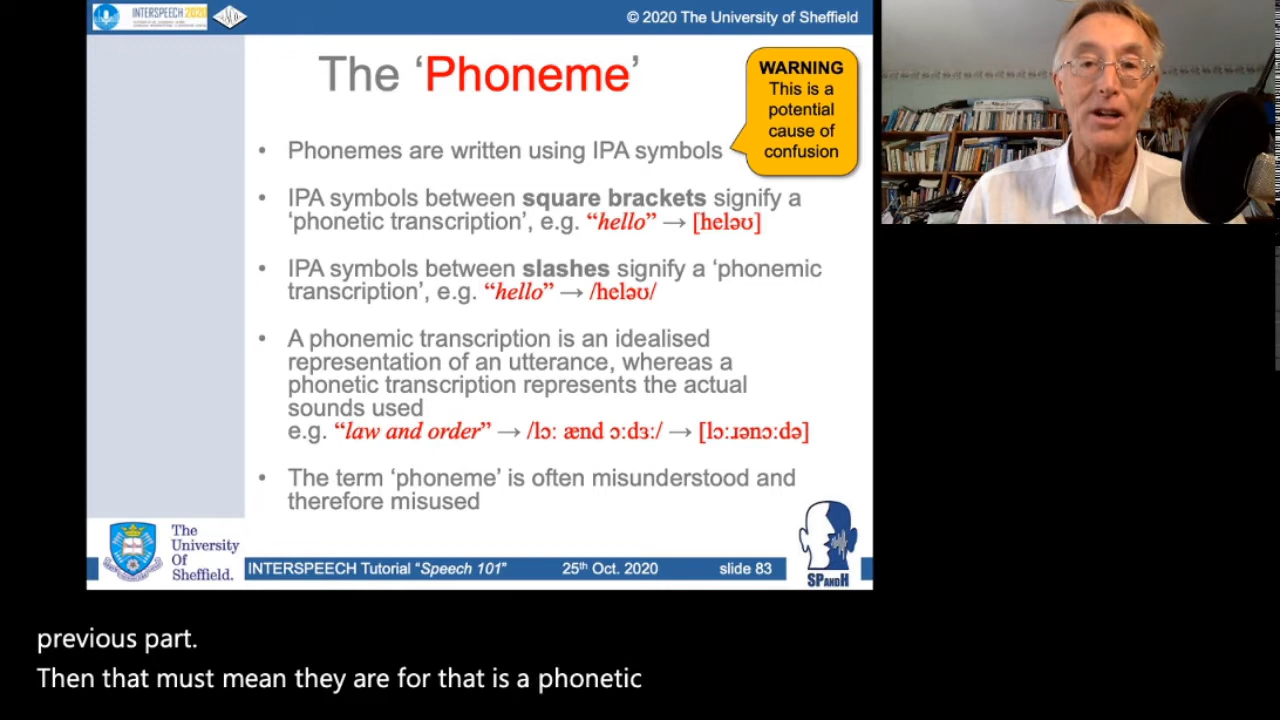 INTERSPEECH 2020
© 2020 The University of Sheffield
The ‘Phoneme’
WARNING
This is a
potential
cause of
confusion
• Phonemes are written using IPA symbols
• IPA symbols between square brackets signify a
‘phonetic transcription’, e.g. “hello” → [heləʊ]
• IPA symbols between slashes signify a ‘phonemic
transcription’, e.g. “hello” → /heləʊ/
• A phonemic transcription is an idealised
representation of an utterance, whereas a
phonetic transcription represents the actual
sounds used
e.g. “law and order” → /lɔː ænd ɔːdɜː/ → [lɔːɹənɔːdə]
• The term ‘phoneme’ is often misunderstood and
therefore misused
The
University
Of
Sheffield.
SPANDH
INTERSPEECH Tutorial “Speech 101” 25th Oct. 2020 slide 83
previous part.
Then that must mean they are for that is a phonetic